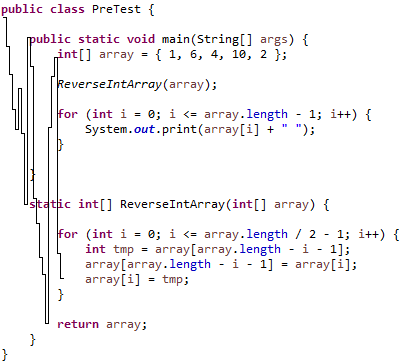 public class PreTest {
public static void main(String[] args) {
int[] array = { 1, 6, 4, 10, 2 };
ReverseIntArray(array);
for (int i = 0; i <= array.length - 1; i++) {
System.out.print(array[i] + " ");
}
}
static int[] ReverseIntArray(int[] array) {
for (int i = 0; i <= array.length / 2 - 1; i++) {
int tmp = array[array.length - i - 1];
array[array.length - i - 1] = array[i];
array[i] = tmp;
}
return array;
}
}